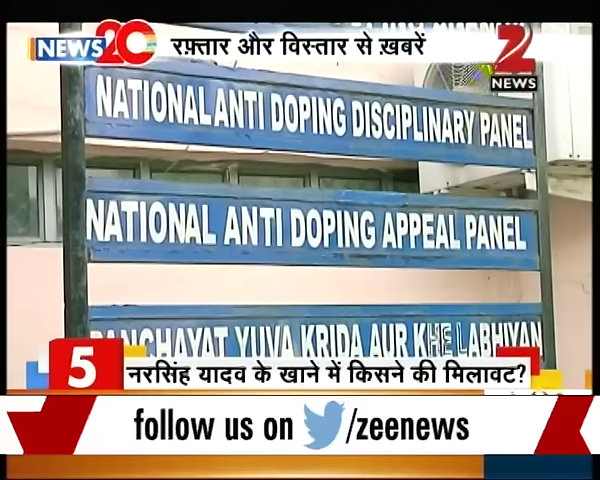 NEWS 20 रफ़्तार और विस्तार से ख़बरें
Z NEWS
NATIONAL ANTI DOPING DISCIPLINARY PANEL
NATIONAL ANTI DOPING APPEAL PANEL
PANCHAYAT YUVA KRIDA AUR KHEL ABHIYAN
5 नरसिंह यादव के खाने में किसने की मिलावट?
follow us on /zeenews